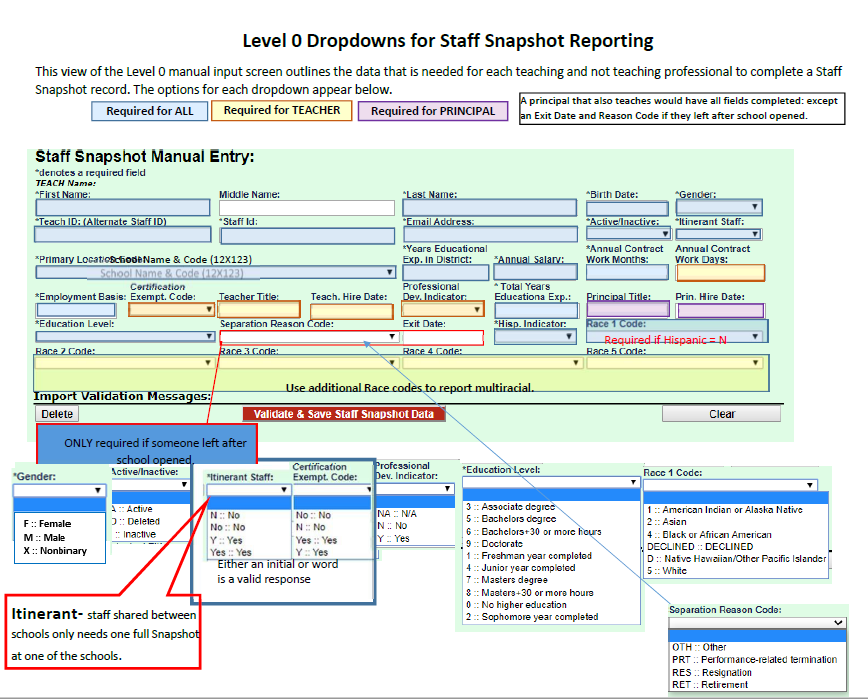 Level 0 Dropdowns for Staff Snapshot Reporting
This view of the Level 0 manual input screen outlines the data that is needed for each teaching and not teaching professional to complete a Staff
Snapshot record. The options for each dropdown appear below.
Required for ALL
Required for TEACHER
Required for PRINCIPAL
A principal that also teaches would have all fields completed: except
an Exit Date and Reason Code if they left after school opened.
Staff Snapshot Manual Entry:
*denotes a required field
TEACH Name:
*First Name: Middle Name: *Last Name: *Birth Date: *Gender:
*Teach ID: (Alternate Staff ID) *Staff Id: *Email Address: *Active/Inactive: *Itinerant Staff:
*Years Educational *Annual Contract Annual Contract
*Primary Location School Name & Code (12X123) Exp. in District: *Annual Salary: Work Months: Work Days:
School Name & Code (12X123)
Certification Professional * Total Years
*Employment Basis: Exempt. Code: Teacher Title: Teach. Hire Date: Dev. Indicator: Educationa Exp.: Principal Title: Prin. Hire Date:
*Education Level: Separation Reason Code: Exit Date: *Hisp. Indicator: Race 1 Code:
Required if Hispanic = N
Race 2 Code: Race 3 Code: Race 4 Code: Race 5 Code:
Use additional Race codes to report multiracial.
Import Validation Messages:
Delete Validate & Save Staff Snapshot Data Clear
ONLY required if someone left after
school opened.
*Gender:
F :: Female
M :: Male
X :: Nonbinary
Active/Inactive:
A :: Active
D :: Deleted
:: Inactive
*Itinerant Staff:
N :: No
No :: No
Y :: Yes
Yes :: Yes
Certification
Exempt. Code:
No :: No
N :: No
Yes :: Yes
Y :: Yes
Either an initial or word
is a valid response
Professional
Dev. Indicator:
NA :: N/A
N :: No
Y :: Yes
*Education Level:
3 :: Associate degree
5 :: Bachelors degree
6 :: Bachelors+30 or more hours
9 :: Doctorate
1 :: Freshman year completed
4 :: Junior year completed
7 :: Masters degree
8 :: Masters+30 or more hours
0 :: No higher education
2 :: Sophomore year completed
Race 1 Code:
1 :: American Indian or Alaska Native
2 :: Asian
4 :: Black or African American
DECLINED :: DECLINED
D :: Native Hawaiian/Other Pacific Islander
5 :: White
Itinerant- staff shared between
schools only needs one full Snapshot
at one of the schools.
Separation Reason Code:
OTH :: Other
PRT :: Performance-related termination
RES :: Resignation
RET :: Retirement